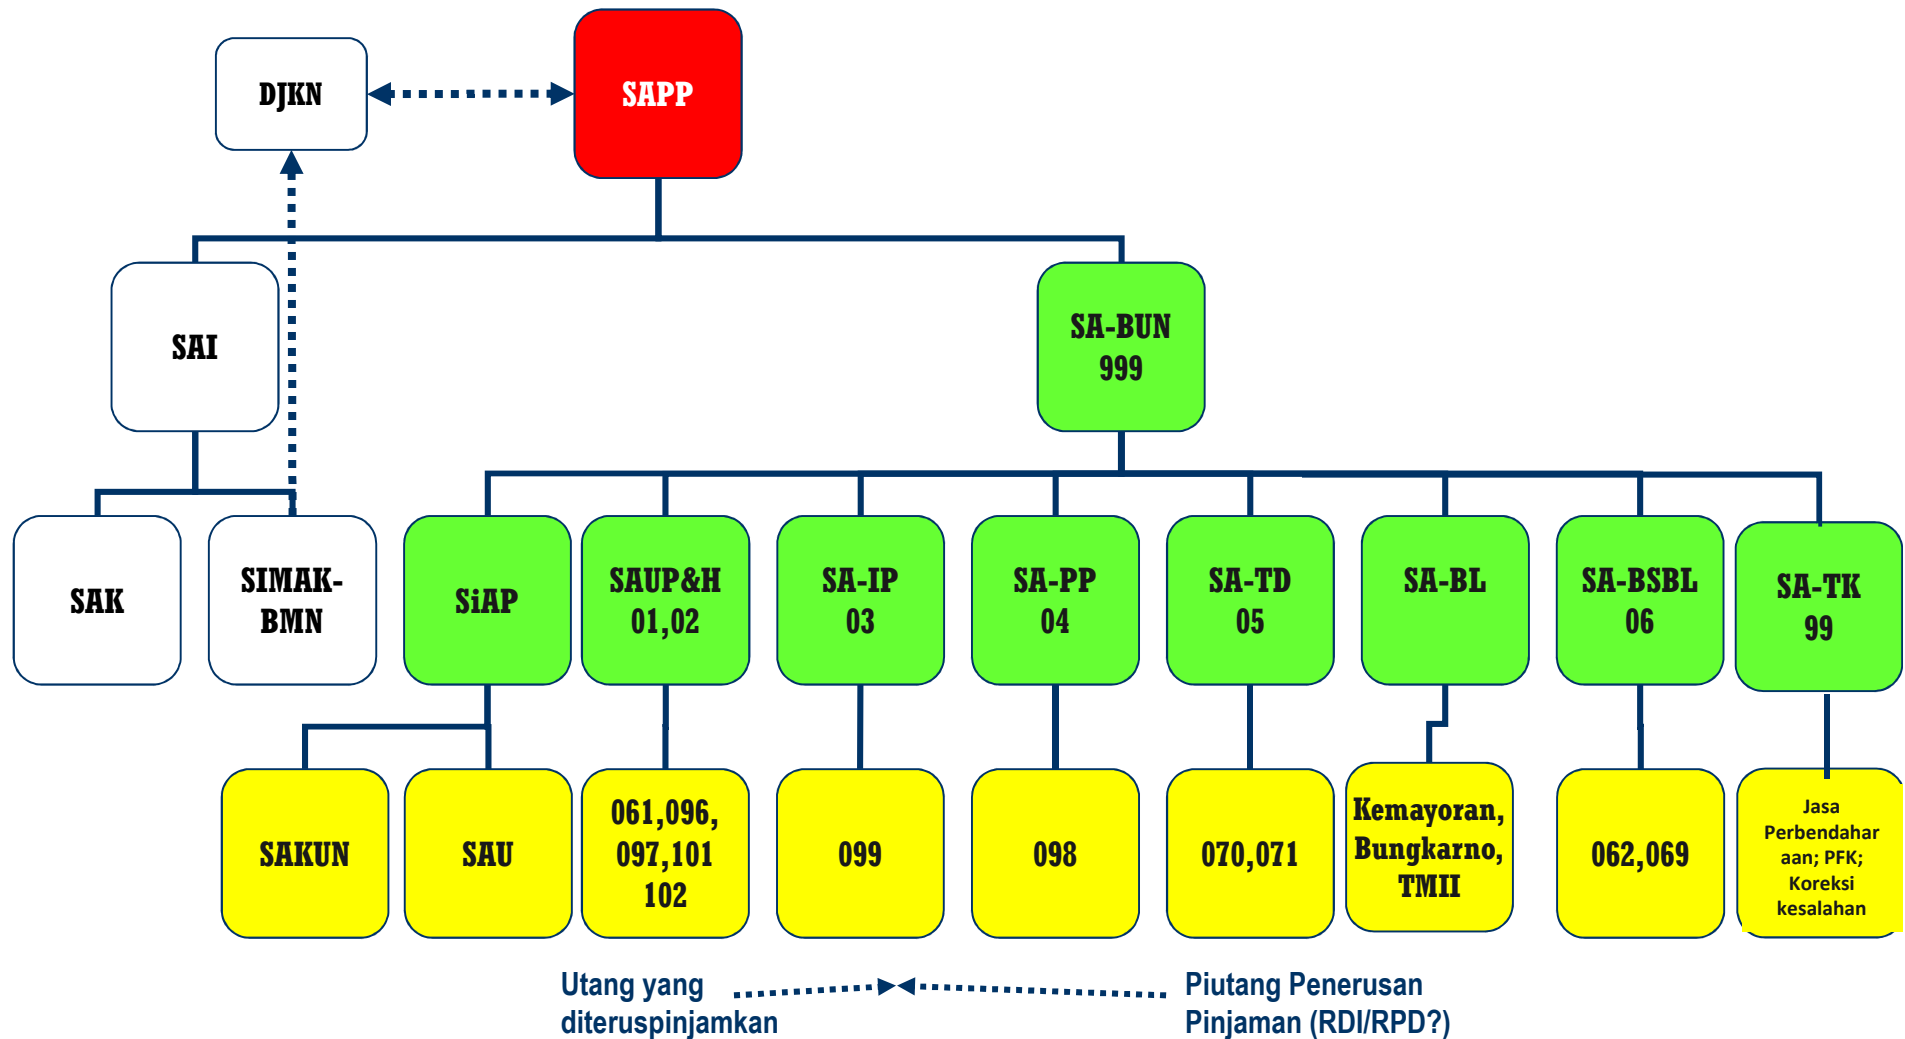 DJKN
SAPP
SAI
SA-BUN
999
SAK
SIMAK-
BMN
SiAP
SAUP&H
01,02
SA-IP
03
SA-PP
04
SA-TD
05
SA-BL
SA-BSBL
06
SA-TK
99
SAKUN
SAU
061,096,
097,101
102
099
098
070,071
Kemayoran,
Bungkarno,
TMII
062,069
Jasa
Perbendahar
aan; PFK;
Koreksi
kesalahan
Utang yang
diteruspinjamkan
Piutang Penerusan
Pinjaman (RDI/RPD?)